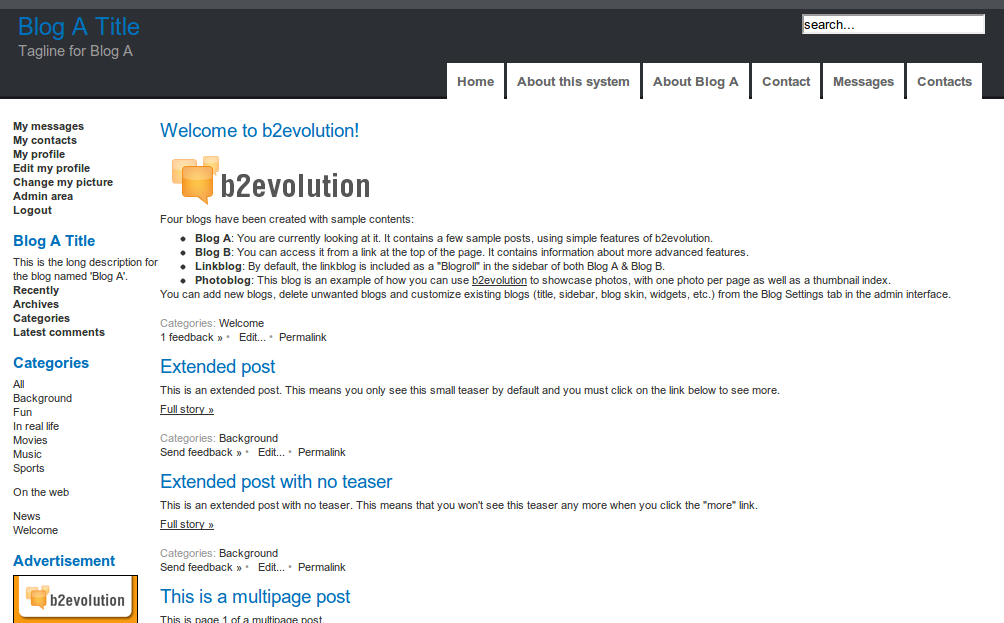 Blog A Title
Tagline for Blog A
search...
Home About this system About Blog A Contact Messages Contacts
My messages
My contacts
My profile
Edit my profile
Change my picture
Admin area
Logout
Blog A Title
This is the long description for
the blog named 'Blog A'.
Recently
Archives
Categories
Latest comments
Categories
All
Background
Fun
In real life
Movies
Music
Sports
On the web
News
Welcome
Advertisement
b2evolution
Welcome to b2evolution!
b2evolution
Four blogs have been created with sample contents:
• Blog A: You are currently looking at it. It contains a few sample posts, using simple features of b2evolution.
• Blog B: You can access it from a link at the top of the page. It contains information about more advanced features.
• Linkblog: By default, the linkblog is included as a "Blogroll" in the sidebar of both Blog A & Blog B.
• Photoblog: This blog is an example of how you can use b2evolution to showcase photos, with one photo per page as well as a thumbnail index.
You can add new blogs, delete unwanted blogs and customize existing blogs (title, sidebar, blog skin, widgets, etc.) from the Blog Settings tab in the admin interface.
Categories: Welcome
1 feedback » • Edit... • Permalink
Extended post
This is an extended post. This means you only see this small teaser by default and you must click on the link below to see more.
Full story »
Categories: Background
Send feedback » • Edit... • Permalink
Extended post with no teaser
This is an extended post with no teaser. This means that you won't see this teaser any more when you click the "more" link.
Full story »
Categories: Background
Send feedback » • Edit... • Permalink
This is a multipage post
This is page 1 of a multipage post.